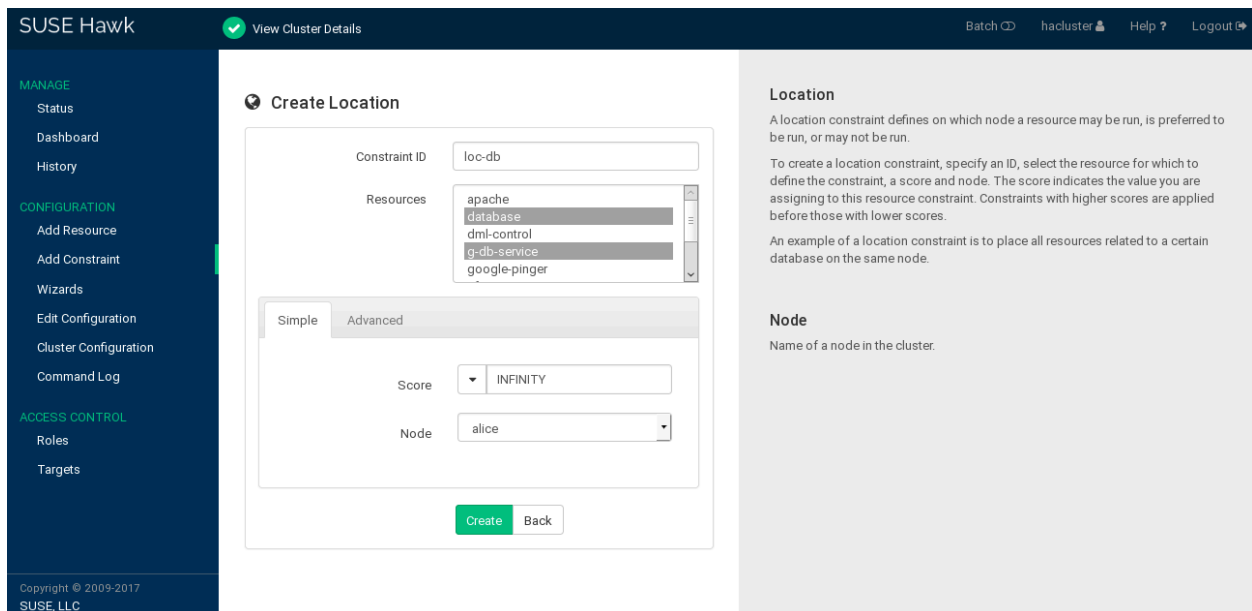 SUSE Hawk
View Cluster Details
Batch
hacluster
Help ?
Logout
MANAGE
Status
Dashboard
History
CONFIGURATION
Add Resource
Add Constraint
Wizards
Edit Configuration
Cluster Configuration
Command Log
ACCESS CONTROL
Roles
Targets
Copyright © 2009-2017
SUSE, LLC
Create Location
Constraint ID
loc-db
Resources
apache
database
dml-control
g-db-service
google-pinger
Simple
Advanced
Score
INFINITY
Node
alice
Create
Back
Location
A location constraint defines on which node a resource may be run, is preferred to
be run, or may not be run.
To create a location constraint, specify an ID, select the resource for which to
define the constraint, a score and node. The score indicates the value you are
assigning to this resource constraint. Constraints with higher scores are applied
before those with lower scores.
An example of a location constraint is to place all resources related to a certain
database on the same node.
Node
Name of a node in the cluster.